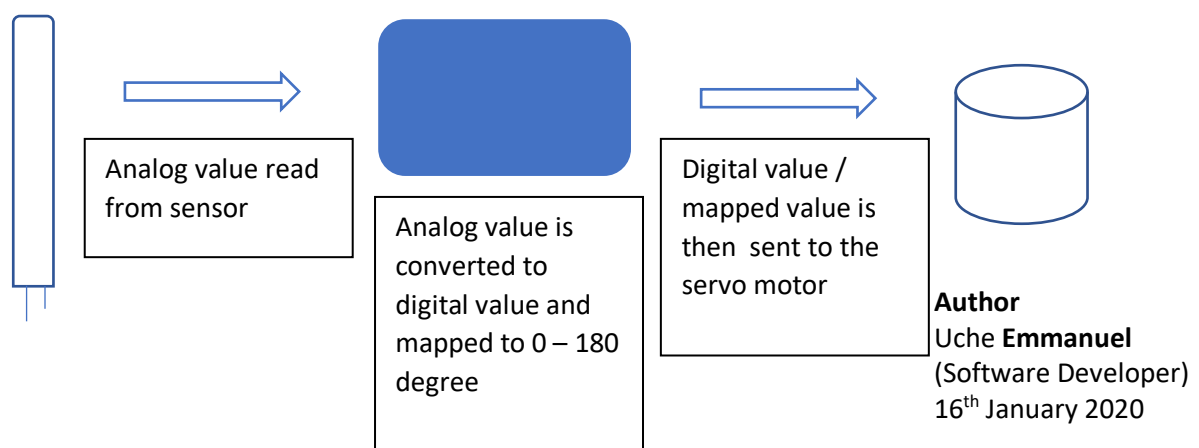 Analog value read
from sensor
Analog value is
converted to
digital value and
mapped to 0 – 180
degree
Digital value /
mapped value is
then  sent to the
servo motor
Author
Uche Emmanuel
(Software Developer)
16th January 2020